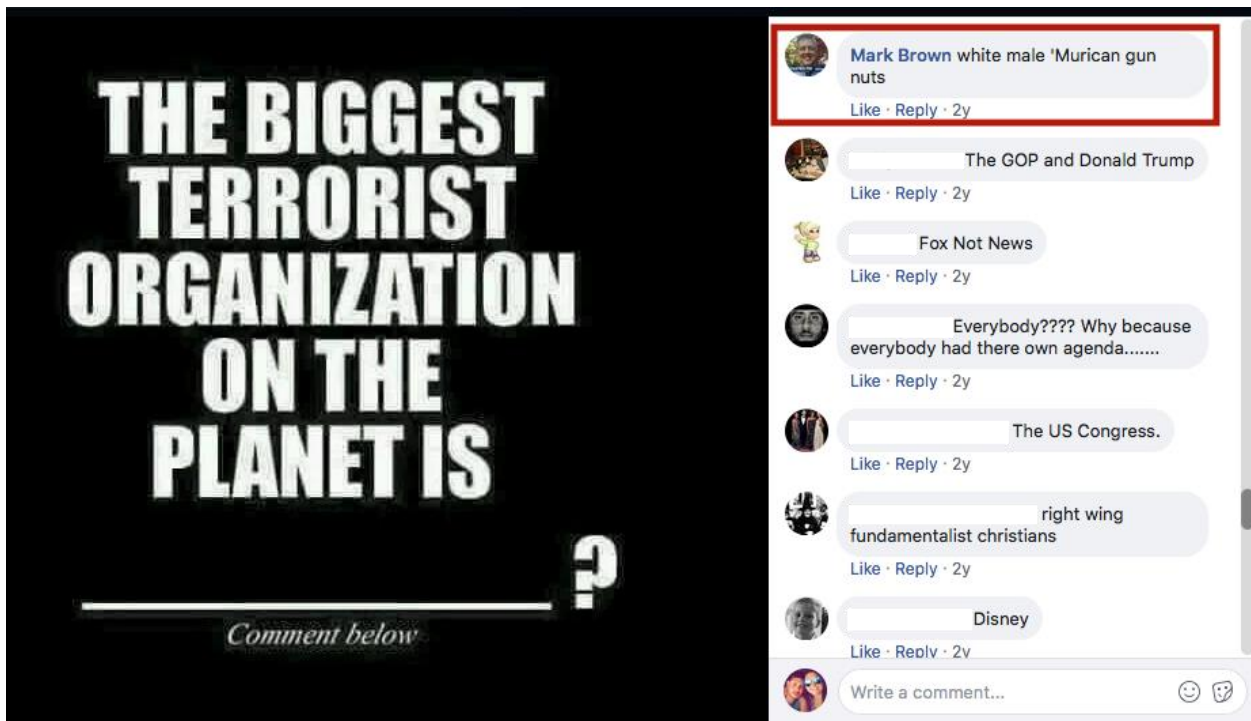 THE BIGGEST
TERRORIST
ORGANIZATION
ON THE
PLANET IS
?
Comment below
Mark Brown white male 'Murican gun
nuts
Like · Reply · 2y
The GOP and Donald Trump
Like · Reply · 2y
Fox Not News
Like · Reply · 2y
Everybody???? Why because
everybody had there own agenda.......
Like · Reply · 2y
The US Congress.
Like · Reply · 2y
right wing
fundamentalist christians
Like · Reply · 2y
Disney
Like · Reply · 2y
Write a comment...